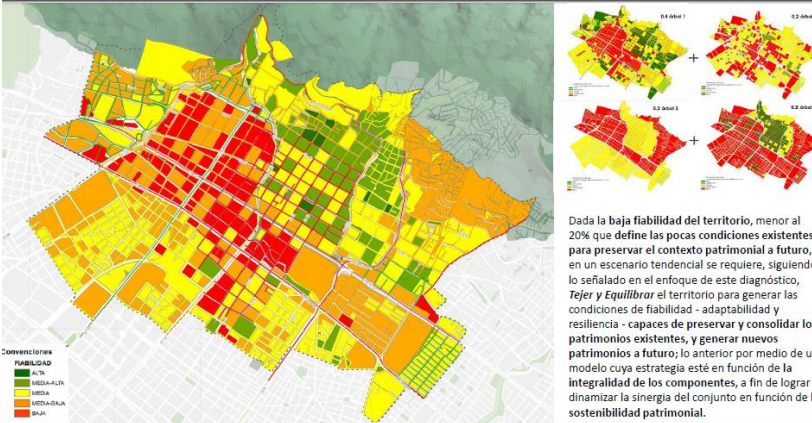 0.4 árbol 1
0.2 árbol
0.2 árbol 3
0.2 árbol
Dada la baja fiabilidad del territorio, menor al
20% que define las pocas condiciones existentes
para preservar el contexto patrimonial a futuro,
en un escenario tendencial se requiere, siguiendo
lo señalado en el enfoque de este diagnóstico,
Tejer y Equilibrar el territorio para generar las
condiciones de fiabilidad - adaptabilidad y
resiliencia - capaces de preservar y consolidar lo
patrimonios existentes, y generar nuevos
patrimonios a futuro; lo anterior por medio de u
modelo cuya estrategia esté en función de la
integralidad de los componentes, a fin de lograr
dinamizar la sinergia del conjunto en función de l
sostenibilidad patrimonial.
Convenciones
FIABILIDAD
ALTA
MEDIA-ALTA
MEDIA
MEDIA-BAJA
BAJA